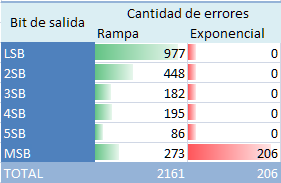 Bit de salida Cantidad de errores
Rampa Exponencial
LSB 977 0
2SB 448 0
3SB 182 0
4SB 195 0
5SB 86 0
MSB 273 206
TOTAL 2161 206